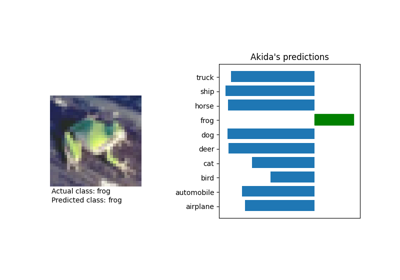 Akida's predictions
truck
ship
horse
frog
dog
deer
cat
bird
automobile
airplane
Actual class: frog
Predicted class: frog